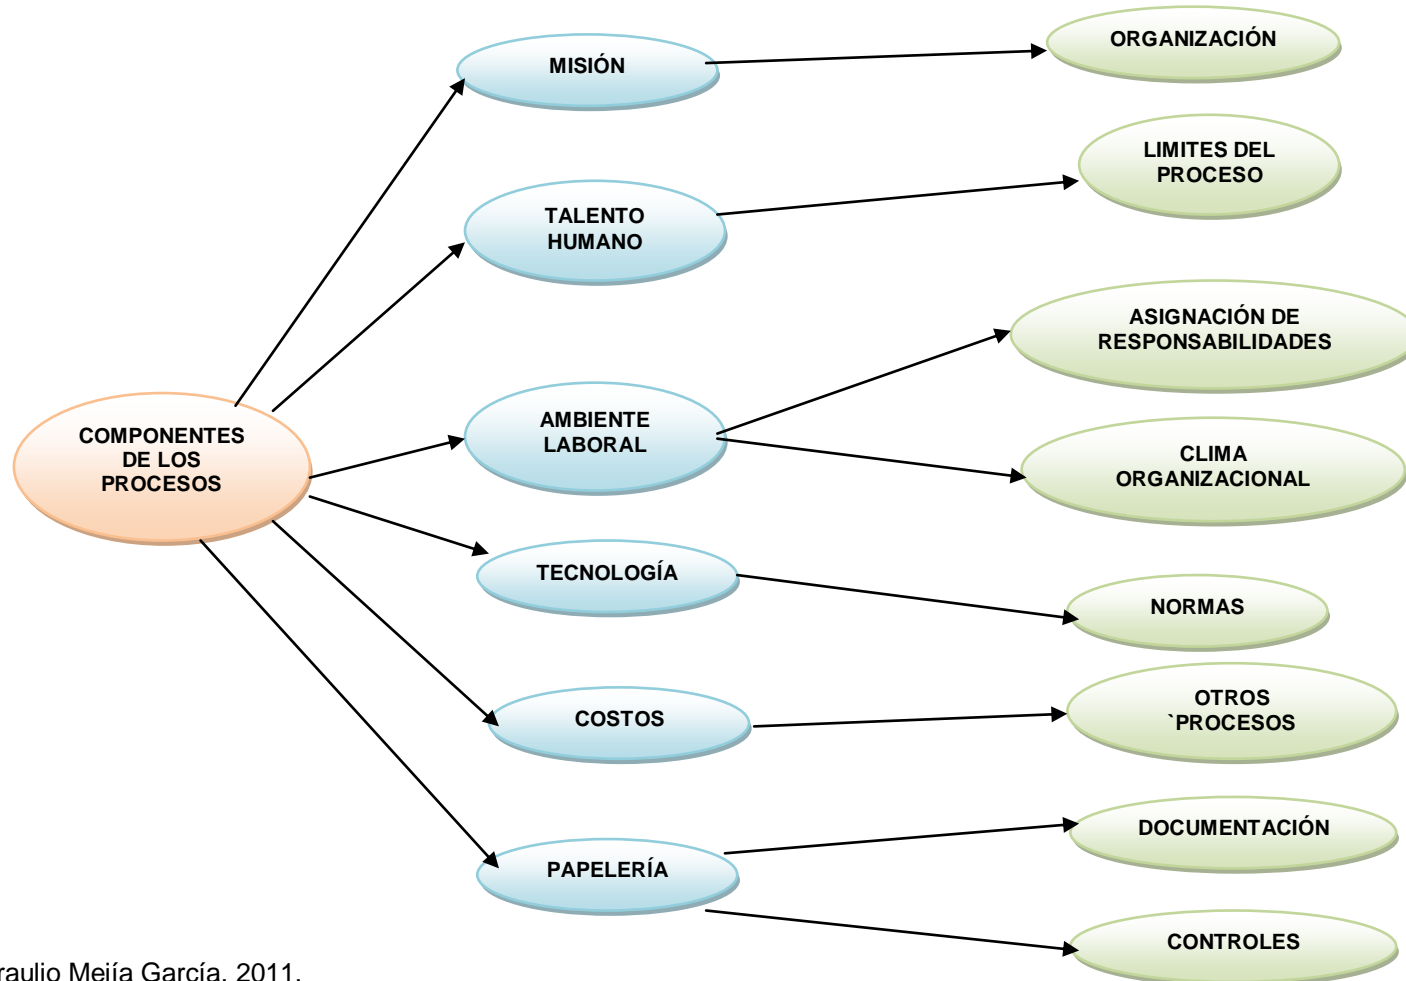 MISIÓN
ORGANIZACIÓN
LIMITES DEL
PROCESO
TALENTO
HUMANO
ASIGNACIÓN DE
RESPONSABILIDADES
AMBIENTE
LABORAL
COMPONENTES
DE LOS
PROCESOS
CLIMA
ORGANIZACIONAL
TECNOLOGÍA
NORMAS
COSTOS
OTROS
`PROCESOS
DOCUMENTACIÓN
PAPELERÍA
CONTROLES
raulio Mejía García. 2011.